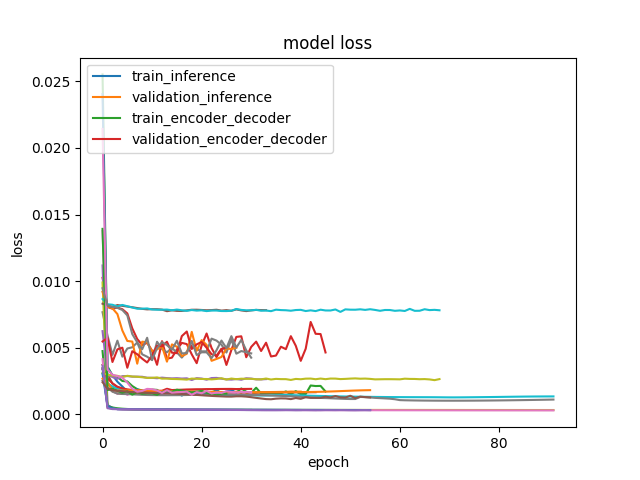 model loss
train_inference
validation_inference
train_encoder_decoder
validation_encoder_decoder
loss
0.025
0.020
0.015
0.010
0.005
0.000
0 20 40 60 80
epoch